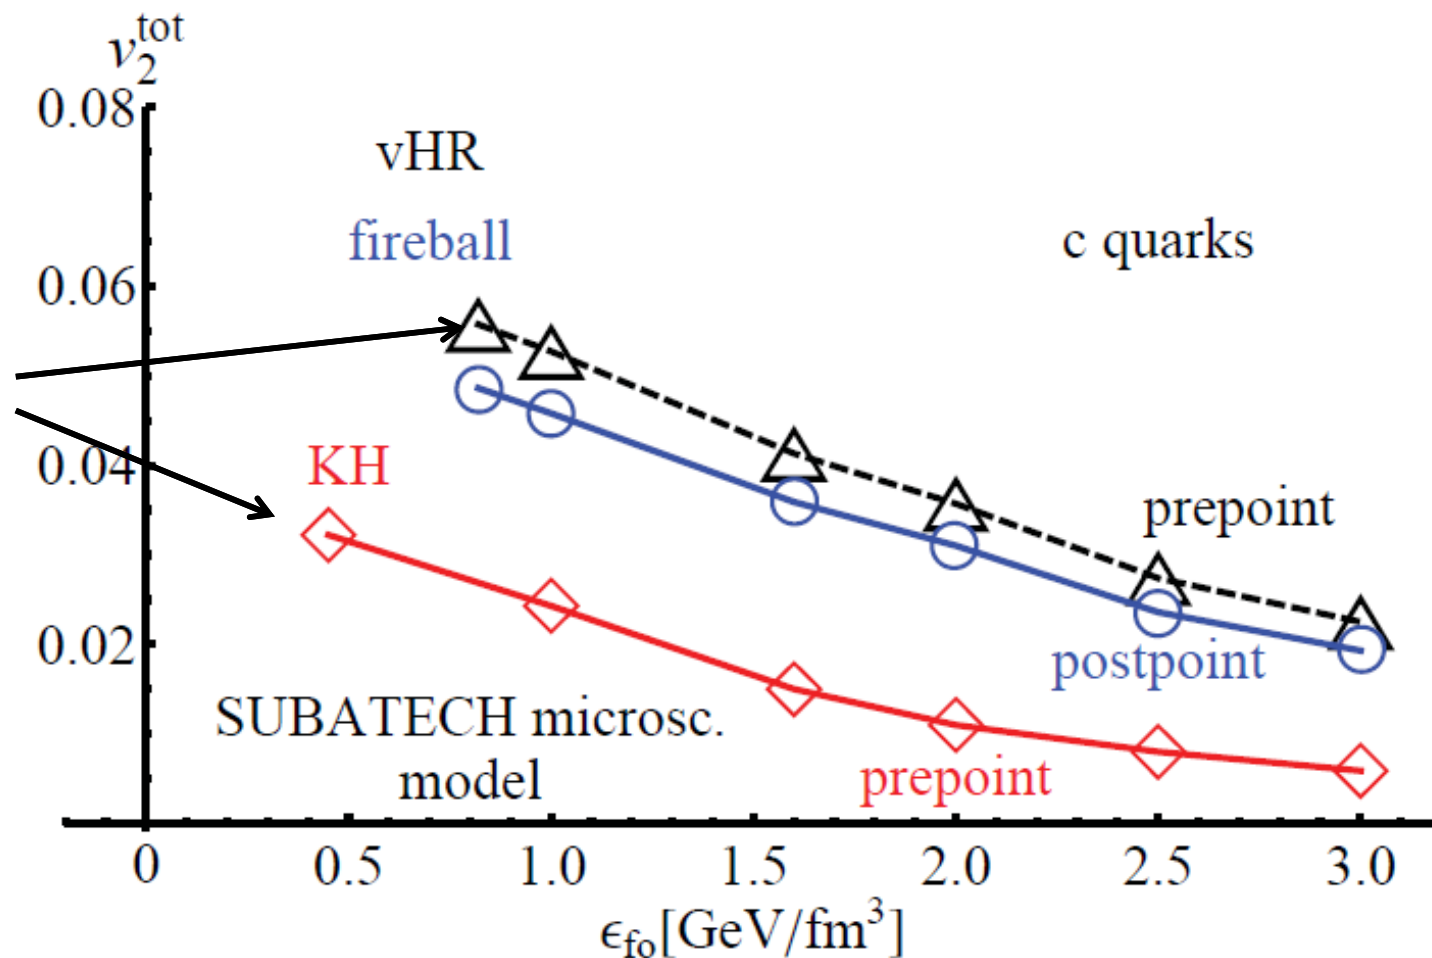 v₂ᵗᵒᵗ
0.08
vHR
fireball
c quarks
0.06
0.04
KH
prepoint
0.02
postpoint
SUBATECH microsc.
model
prepoint
0 0.5 1.0 1.5 2.0 2.5 3.0
ϵfo[GeV/fm³]